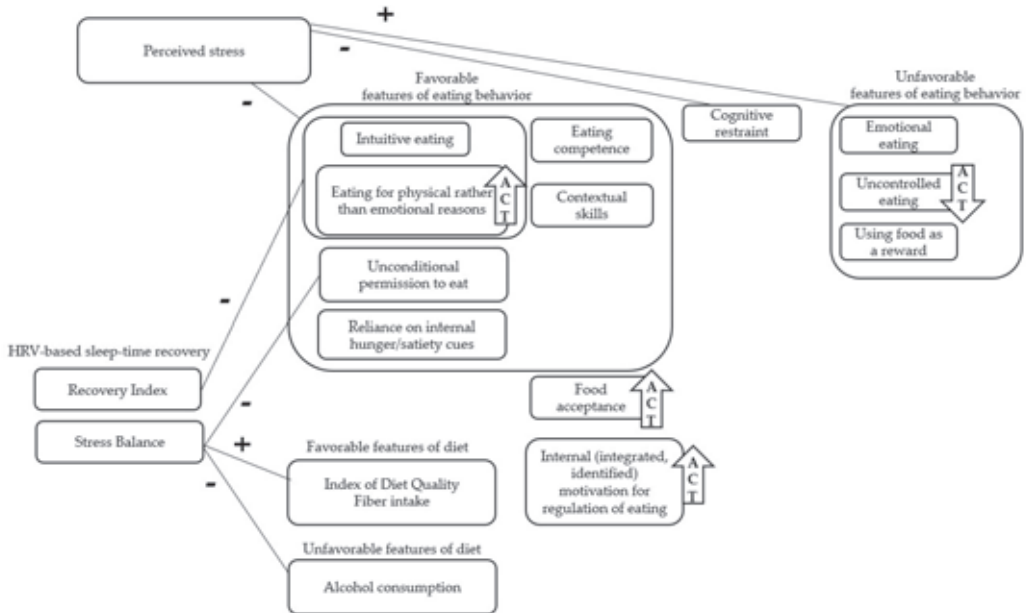 +
Perceived stress
-
-
Favorable
features of eating behavior
Unfavorable
features of eating behavior
Intuitive eating
Eating
competence
Cognitive
restraint
Emotional
eating
Eating for physical rather
than emotional reasons
ACT
Contextual
skills
Uncontrolled
eating
ACT
Using food as
a reward
Unconditional
permission to eat
-
Reliance on internal
hunger/satiety cues
HRV-based sleep-time recovery
Recovery Index
Food
acceptance
ACT
-
Stress Balance
+
-
Favorable features of diet
Index of Diet Quality
Fiber intake
Internal (integrated,
identified)
motivation for
regulation of eating
ACT
Unfavorable features of diet
Alcohol consumption